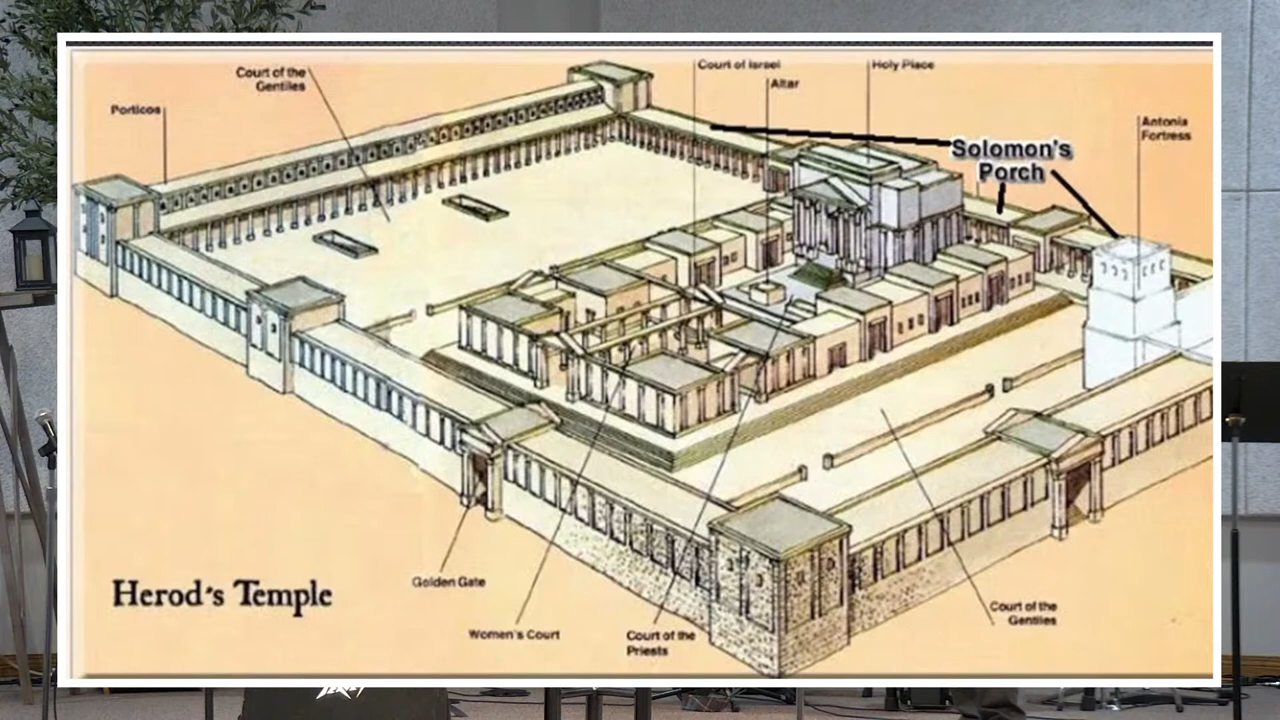 Court of the
Gentiles
Porticos
Court of Israel
Altar
Holy Place
Antonia
Fortress
Solomon's
Porch
Herod's Temple
Golden Gate
Women's Court
Court of the
Priests
Court of the
Gentiles